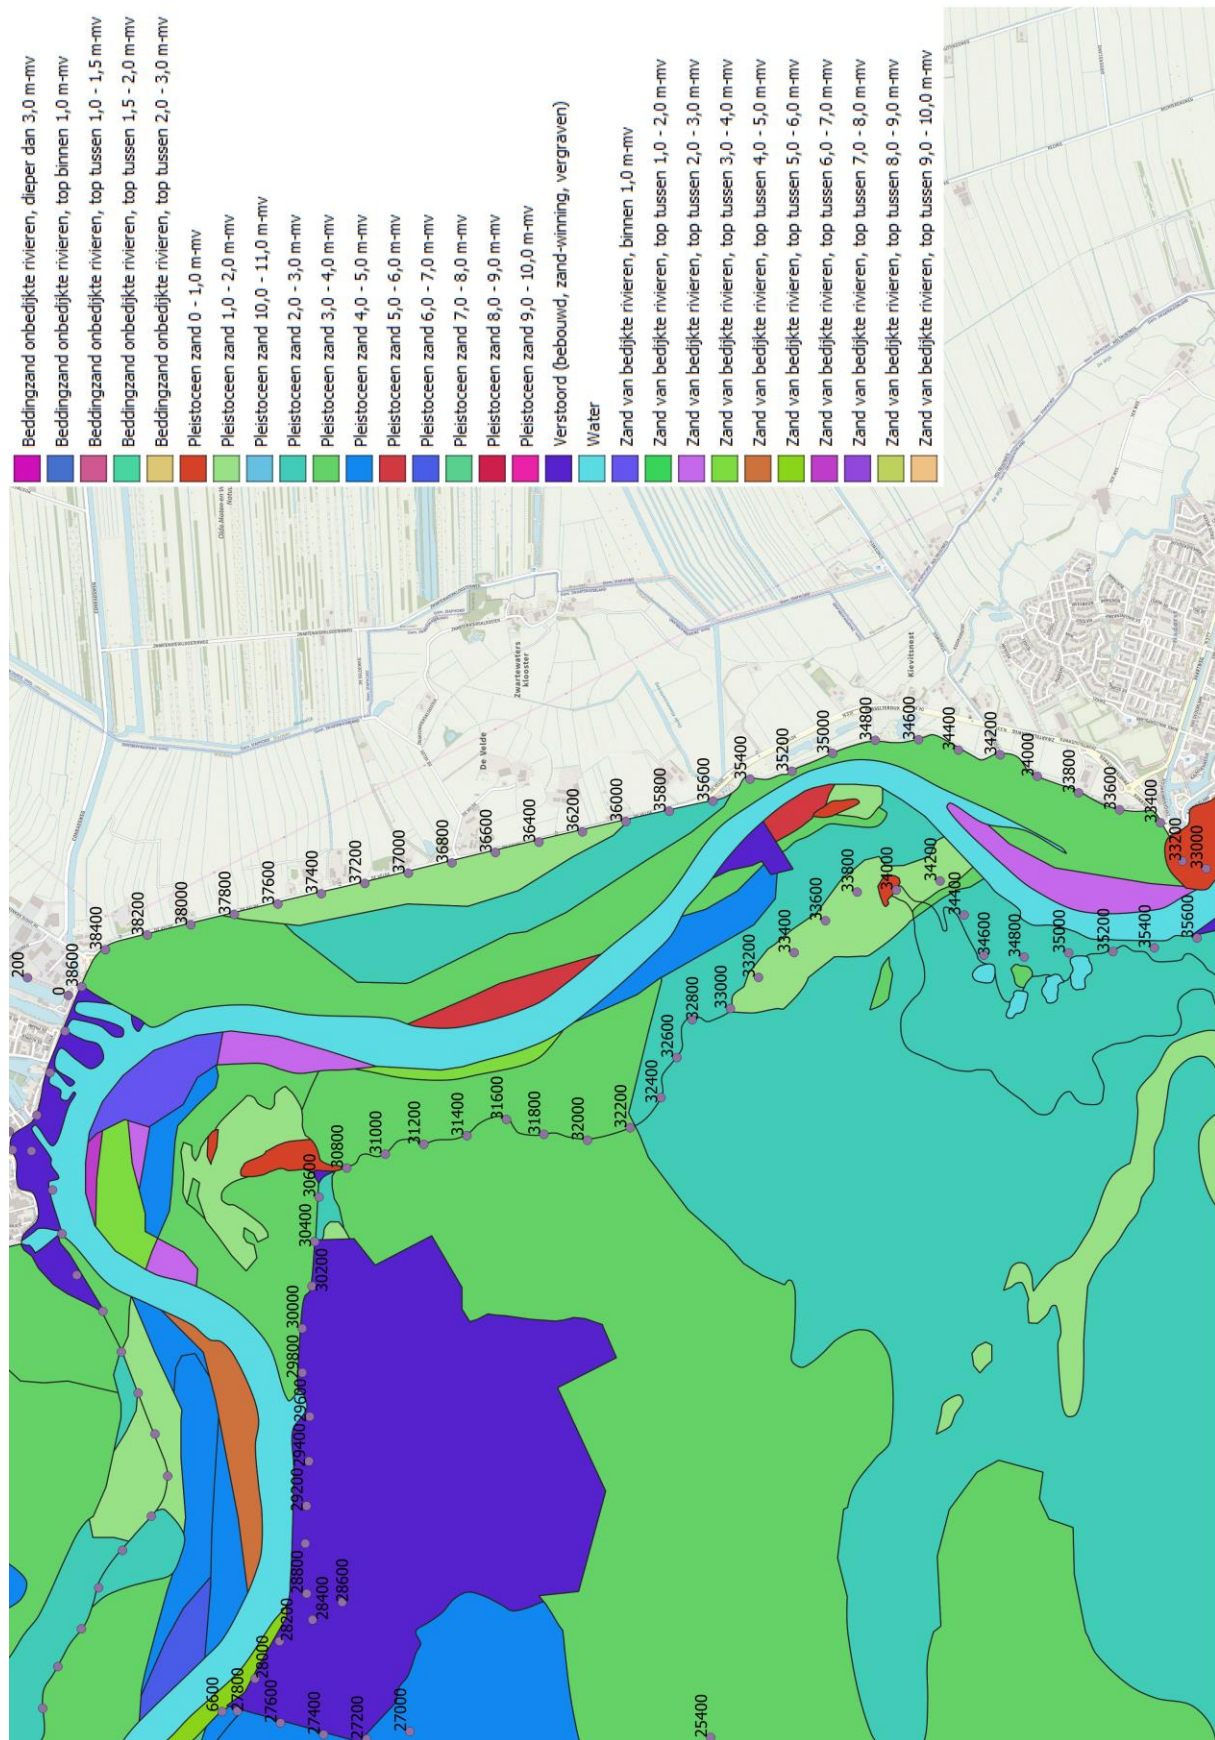 Beddingzand onbedijkte rivieren, dieper dan 3,0 m-mv
Beddingzand onbedijkte rivieren, top binnen 1,0 m-mv
Beddingzand onbedijkte rivieren, top tussen 1,0 - 1,5 m-mv
Beddingzand onbedijkte rivieren, top tussen 1,5 - 2,0 m-mv
Beddingzand onbedijkte rivieren, top tussen 2,0 - 3,0 m-mv
Pleistoceen zand 0 - 1,0 m-mv
Pleistoceen zand 1,0 - 2,0 m-mv
Pleistoceen zand 10,0 - 11,0 m-mv
Pleistoceen zand 2,0 - 3,0 m-mv
Pleistoceen zand 3,0 - 4,0 m-mv
Pleistoceen zand 4,0 - 5,0 m-mv
Pleistoceen zand 5,0 - 6,0 m-mv
Pleistoceen zand 6,0 - 7,0 m-mv
Pleistoceen zand 7,0 - 8,0 m-mv
Pleistoceen zand 8,0 - 9,0 m-mv
Pleistoceen zand 9,0 - 10,0 m-mv
Verstoord (bebouwd, zand-winning, vergraven)
Water
Zand van bedijkte rivieren, binnen 1,0 m-mv
Zand van bedijkte rivieren, top tussen 1,0 - 2,0 m-mv
Zand van bedijkte rivieren, top tussen 2,0 - 3,0 m-mv
Zand van bedijkte rivieren, top tussen 3,0 - 4,0 m-mv
Zand van bedijkte rivieren, top tussen 4,0 - 5,0 m-mv
Zand van bedijkte rivieren, top tussen 5,0 - 6,0 m-mv
Zand van bedijkte rivieren, top tussen 6,0 - 7,0 m-mv
Zand van bedijkte rivieren, top tussen 7,0 - 8,0 m-mv
Zand van bedijkte rivieren, top tussen 8,0 - 9,0 m-mv
Zand van bedijkte rivieren, top tussen 9,0 - 10,0 m-mv
200
0
38600
38400
38200
38000
37800
37600
37400
37200
37000
36800
36600
36400
36200
36000
35800
35600
35400
35200
35000
34800
34600
34400
34200
34000
33800
33600
33400
33200
33000
De Velde
Zwartewaters
klooster
Kievitsnest
6600
27800
28000
27600
27400
27200
27000
25400
28200
28400
28600
28800
29200
29400
29600
29800
30000
30200
30400
30600
30800
31000
31200
31400
31600
31800
32000
32200
32400
32600
32800
33000
33200
33400
33600
33800
34000
34200
34400
34600
34800
35000
35200
35400
35600